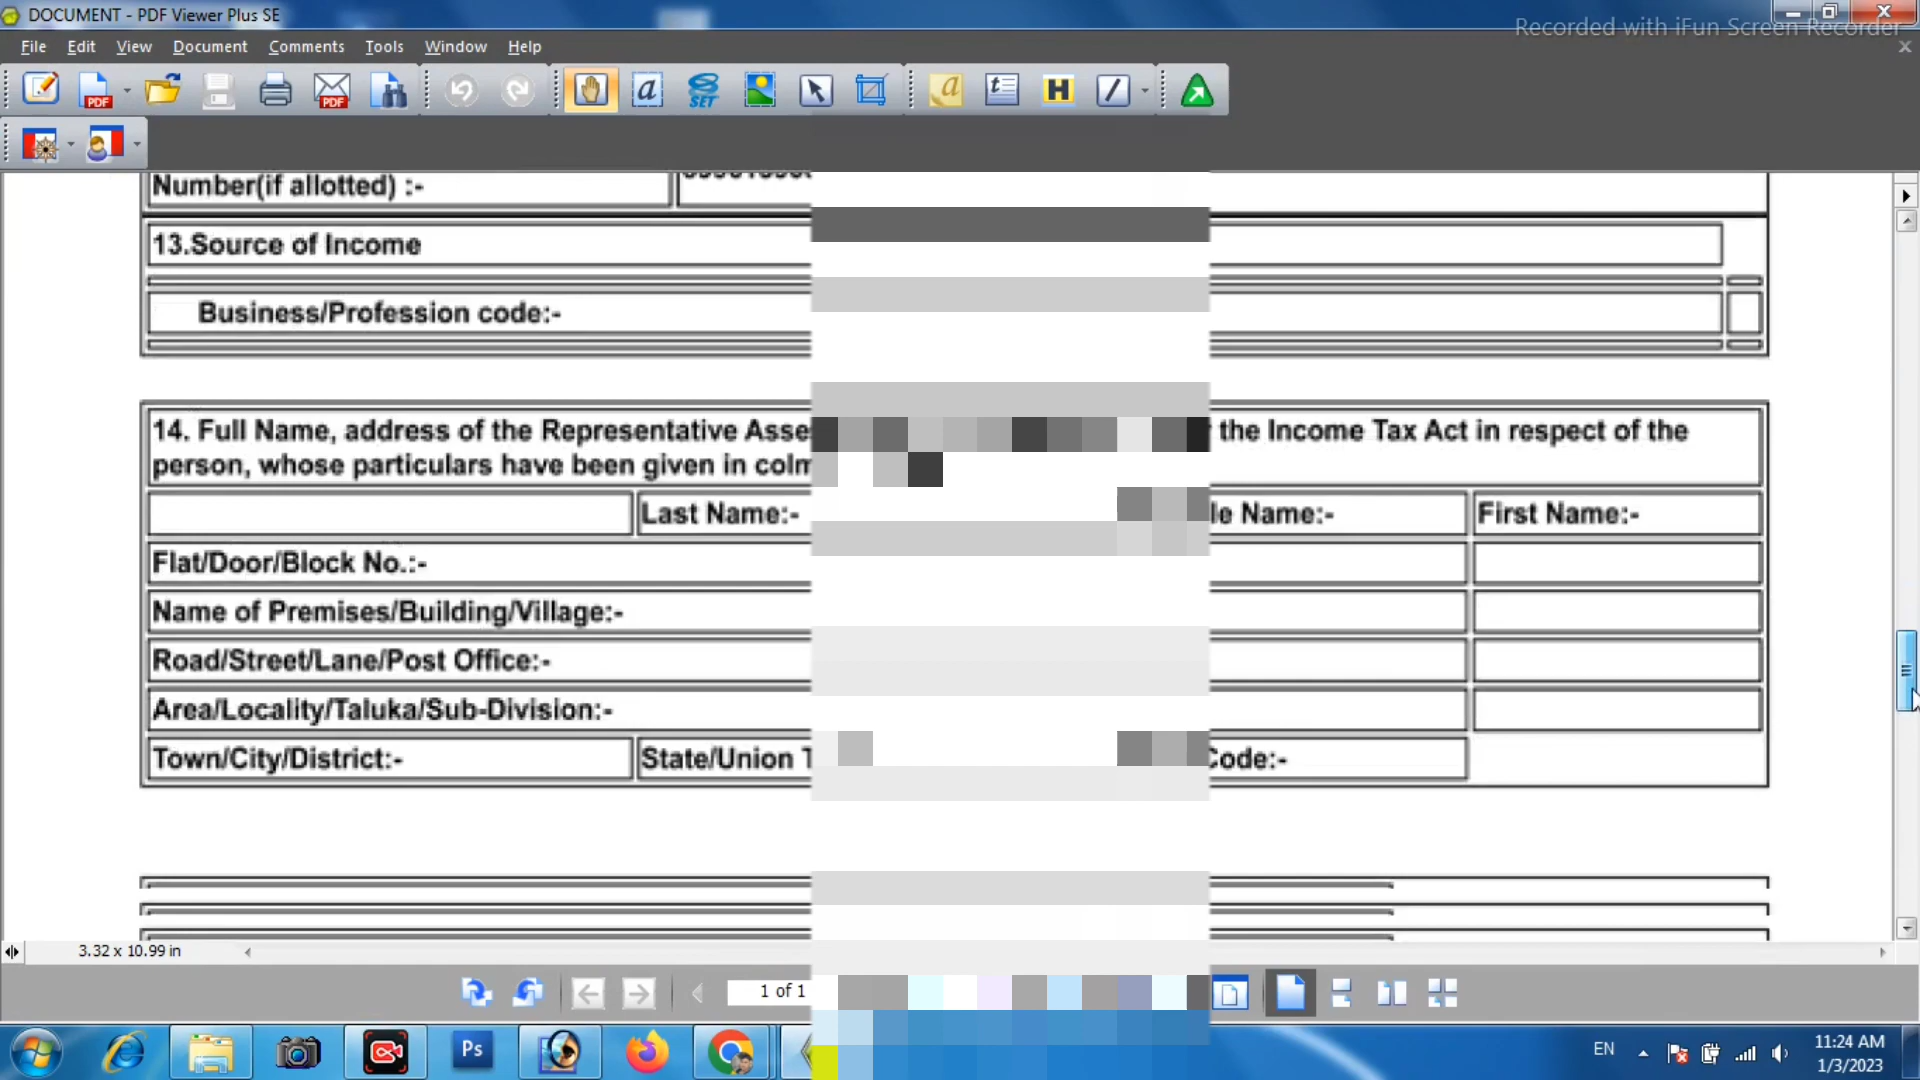 DOCUMENT - PDF Viewer Plus SE
Recorded with iFun Screen Recorder
File Edit View Document Comments Tools Window Help
Number(if allotted) :-
13.Source of Income
Business/Profession code:-
14. Full Name, address of the Representative Asse the Income Tax Act in respect of the
person, whose particulars have been given in colm
Last Name:- le Name:- First Name:-
Flat/Door/Block No.:-
Name of Premises/Building/Village:-
Road/Street/Lane/Post Office:-
Area/Locality/Taluka/Sub-Division:-
Town/City/District:- State/Union Code:-
3.32 x 10.99 in
1 of 1
EN
11:24 AM
1/3/2023